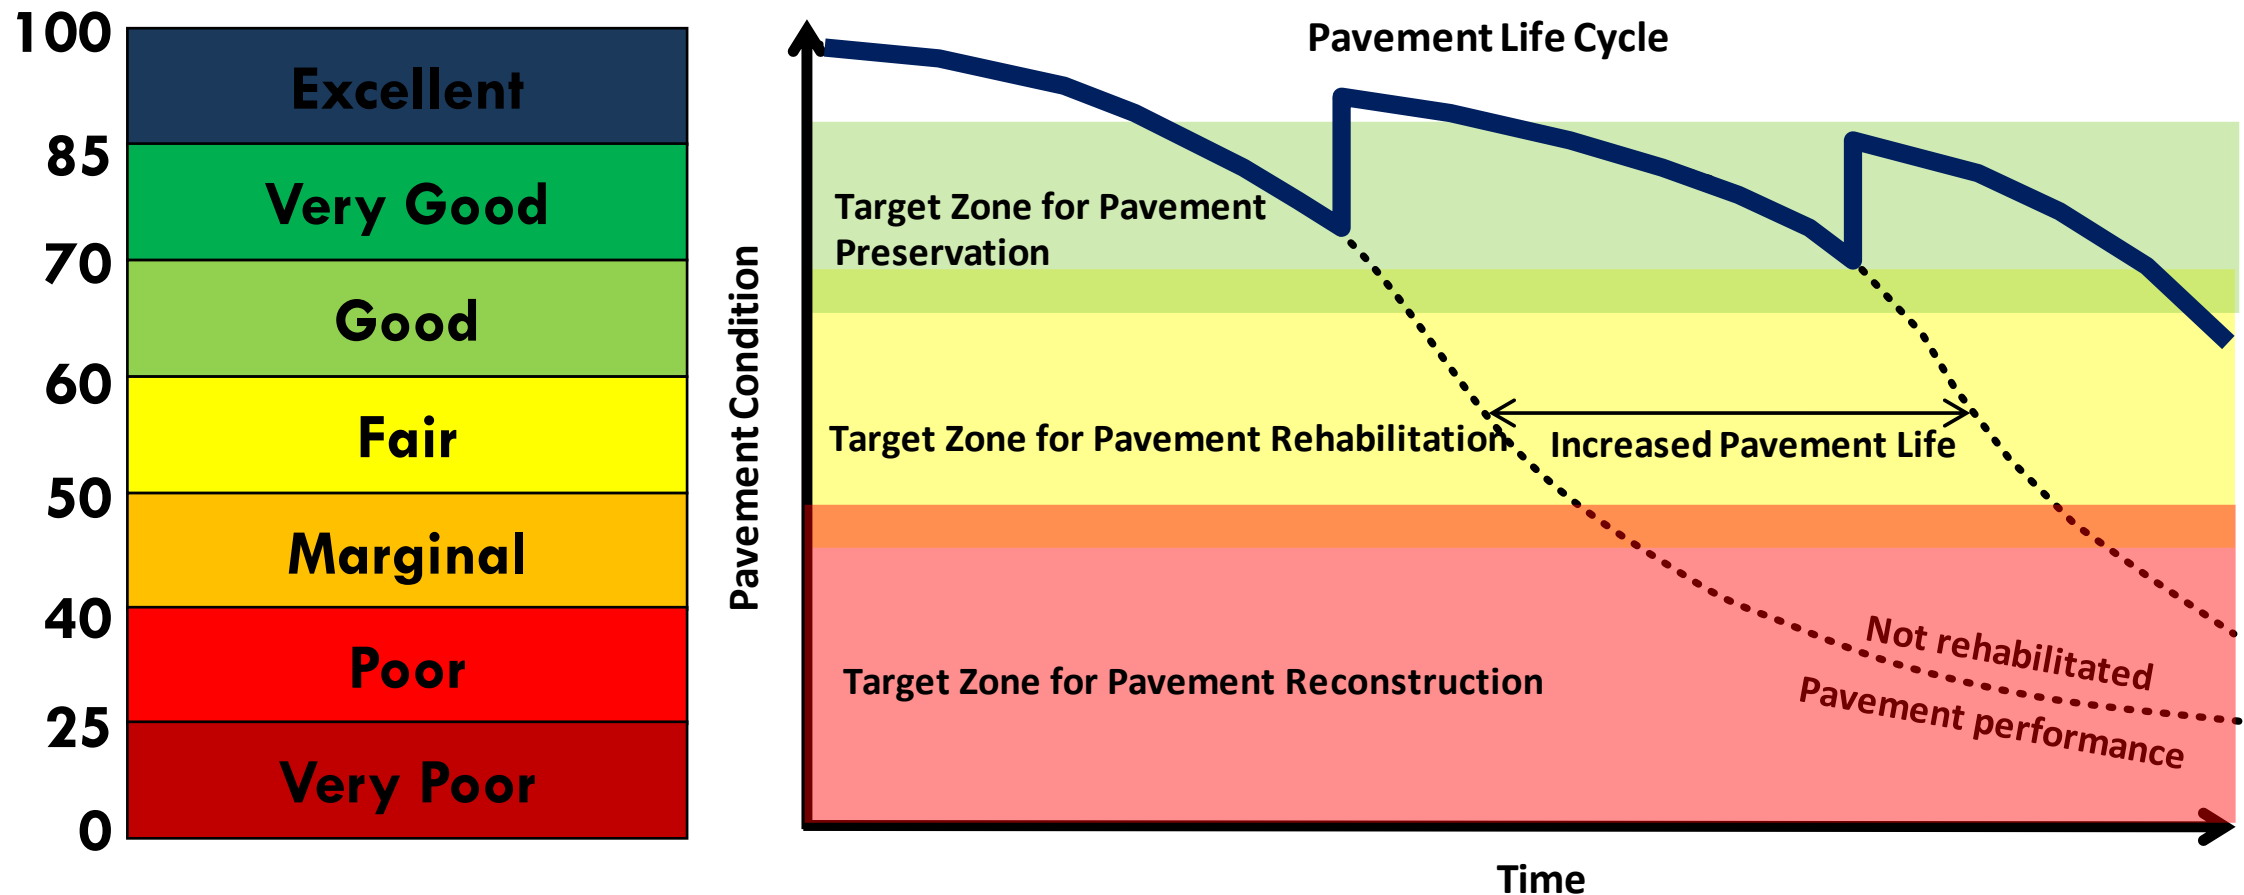 100
Excellent
85
Very Good
70
Good
60
Fair
50
Marginal
40
Poor
25
Very Poor
0
Pavement Life Cycle
Pavement Condition
Target Zone for Pavement
Preservation
Target Zone for Pavement Rehabilitation
Increased Pavement Life
Target Zone for Pavement Reconstruction
Not rehabilitated
Pavement performance
Time